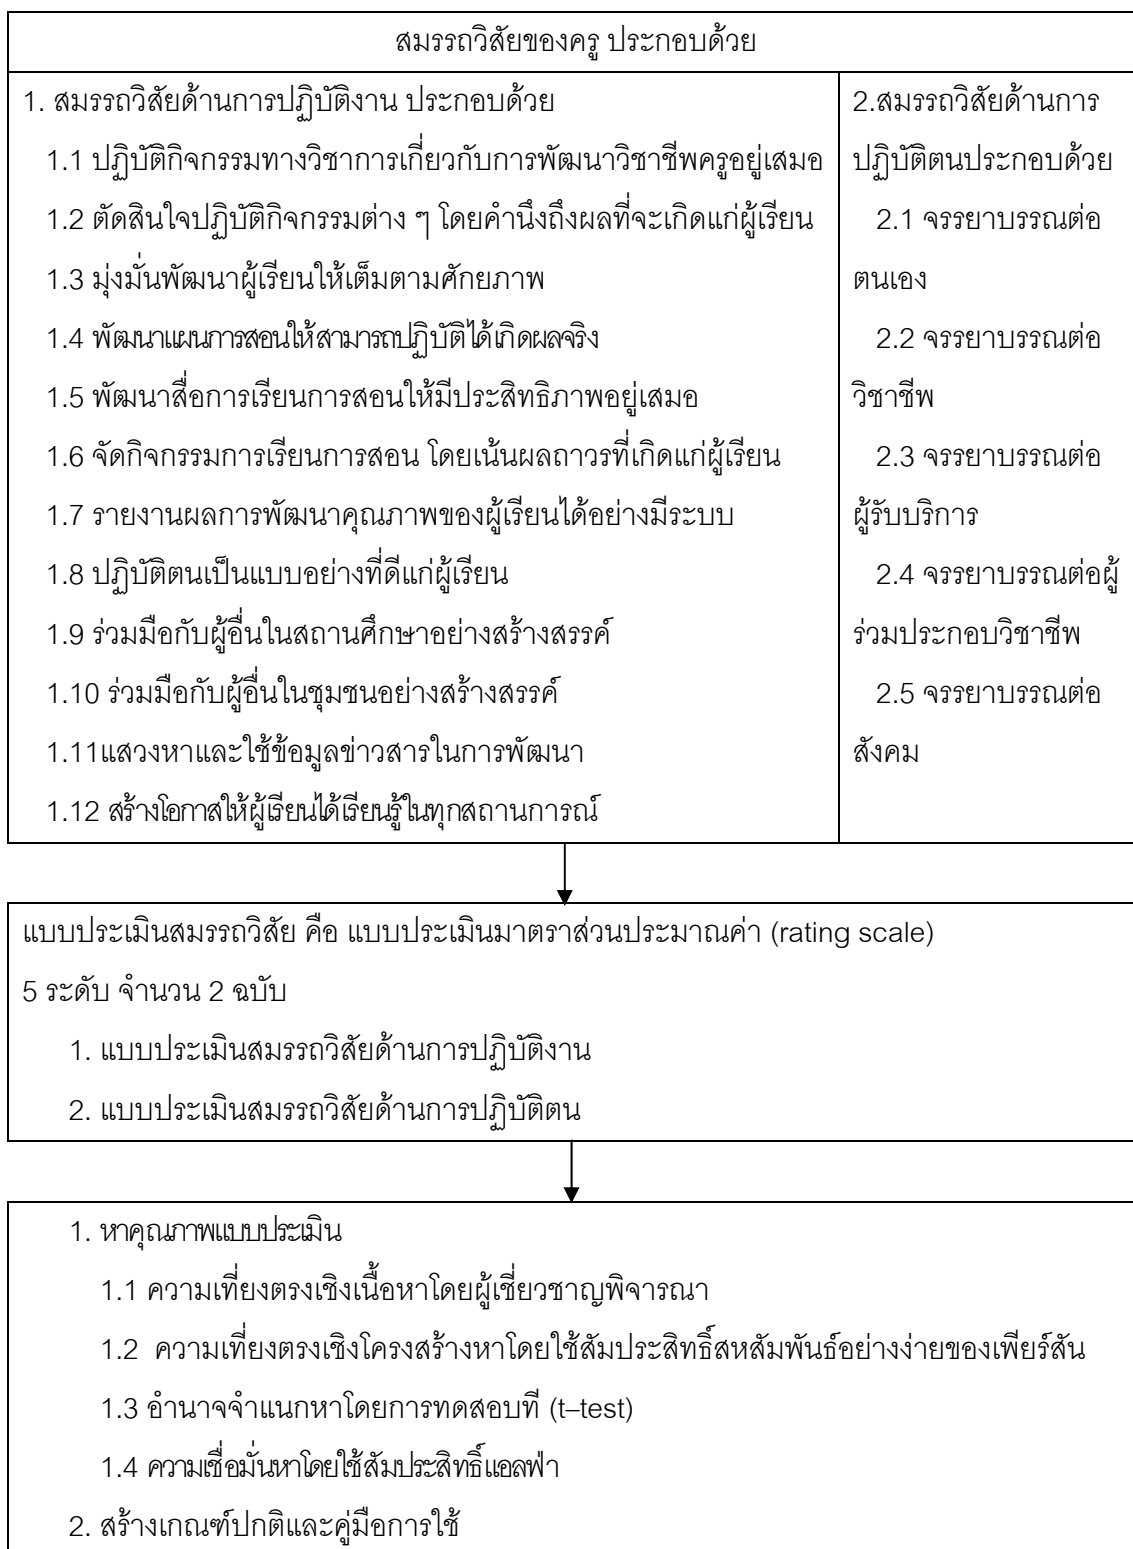 สมรรถวิสัยของครู ประกอบด้วย
1. สมรรถวิสัยด้านการปฏิบัติงาน ประกอบด้วย
1.1 ปฏิบัติกิจกรรมทางวิชาการเกี่ยวกับการพัฒนาวิชาชีพครูอยู่เสมอ
1.2 ตัดสินใจปฏิบัติกิจกรรมต่าง ๆ โดยคำนึงถึงผลที่จะเกิดแก่ผู้เรียน
1.3 มุ่งมั่นพัฒนาผู้เรียนให้เต็มตามศักยภาพ
1.4 พัฒนาแผนการสอนให้สามารถปฏิบัติได้เกิดผลจริง
1.5 พัฒนาสื่อการเรียนการสอนให้มีประสิทธิภาพอยู่เสมอ
1.6 จัดกิจกรรมการเรียนการสอน โดยเน้นผลถาวรที่เกิดแก่ผู้เรียน
1.7 รายงานผลการพัฒนาคุณภาพของผู้เรียนได้อย่างมีระบบ
1.8 ปฏิบัติตนเป็นแบบอย่างที่ดีแก่ผู้เรียน
1.9 ร่วมมือกับผู้อื่นในสถานศึกษาอย่างสร้างสรรค์
1.10 ร่วมมือกับผู้อื่นในชุมชนอย่างสร้างสรรค์
1.11แสวงหาและใช้ข้อมูลข่าวสารในการพัฒนา
1.12 สร้างโอกาสให้ผู้เรียนได้เรียนรู้ในทุกสถานการณ์
2.สมรรถวิสัยด้านการ
ปฏิบัติตนประกอบด้วย
2.1 จรรยาบรรณต่อ
ตนเอง
2.2 จรรยาบรรณต่อ
วิชาชีพ
2.3 จรรยาบรรณต่อ
ผู้รับบริการ
2.4 จรรยาบรรณต่อผู้
ร่วมประกอบวิชาชีพ
2.5 จรรยาบรรณต่อ
สังคม
แบบประเมินสมรรถวิสัย คือ แบบประเมินมาตราส่วนประมาณค่า (rating scale)
5 ระดับ จำนวน 2 ฉบับ
1. แบบประเมินสมรรถวิสัยด้านการปฏิบัติงาน
2. แบบประเมินสมรรถวิสัยด้านการปฏิบัติตน
1. หาคุณภาพแบบประเมิน
1.1 ความเที่ยงตรงเชิงเนื้อหาโดยผู้เชี่ยวชาญพิจารณา
1.2 ความเที่ยงตรงเชิงโครงสร้างหาโดยใช้สัมประสิทธิ์สหสัมพันธ์อย่างง่ายของเพียร์สัน
1.3 อำนาจจำแนกหาโดยการทดสอบที (t–test)
1.4 ความเชื่อมั่นหาโดยใช้สัมประสิทธิ์แอลฟ่า
2. สร้างเกณฑ์ปกติและคู่มือการใช้